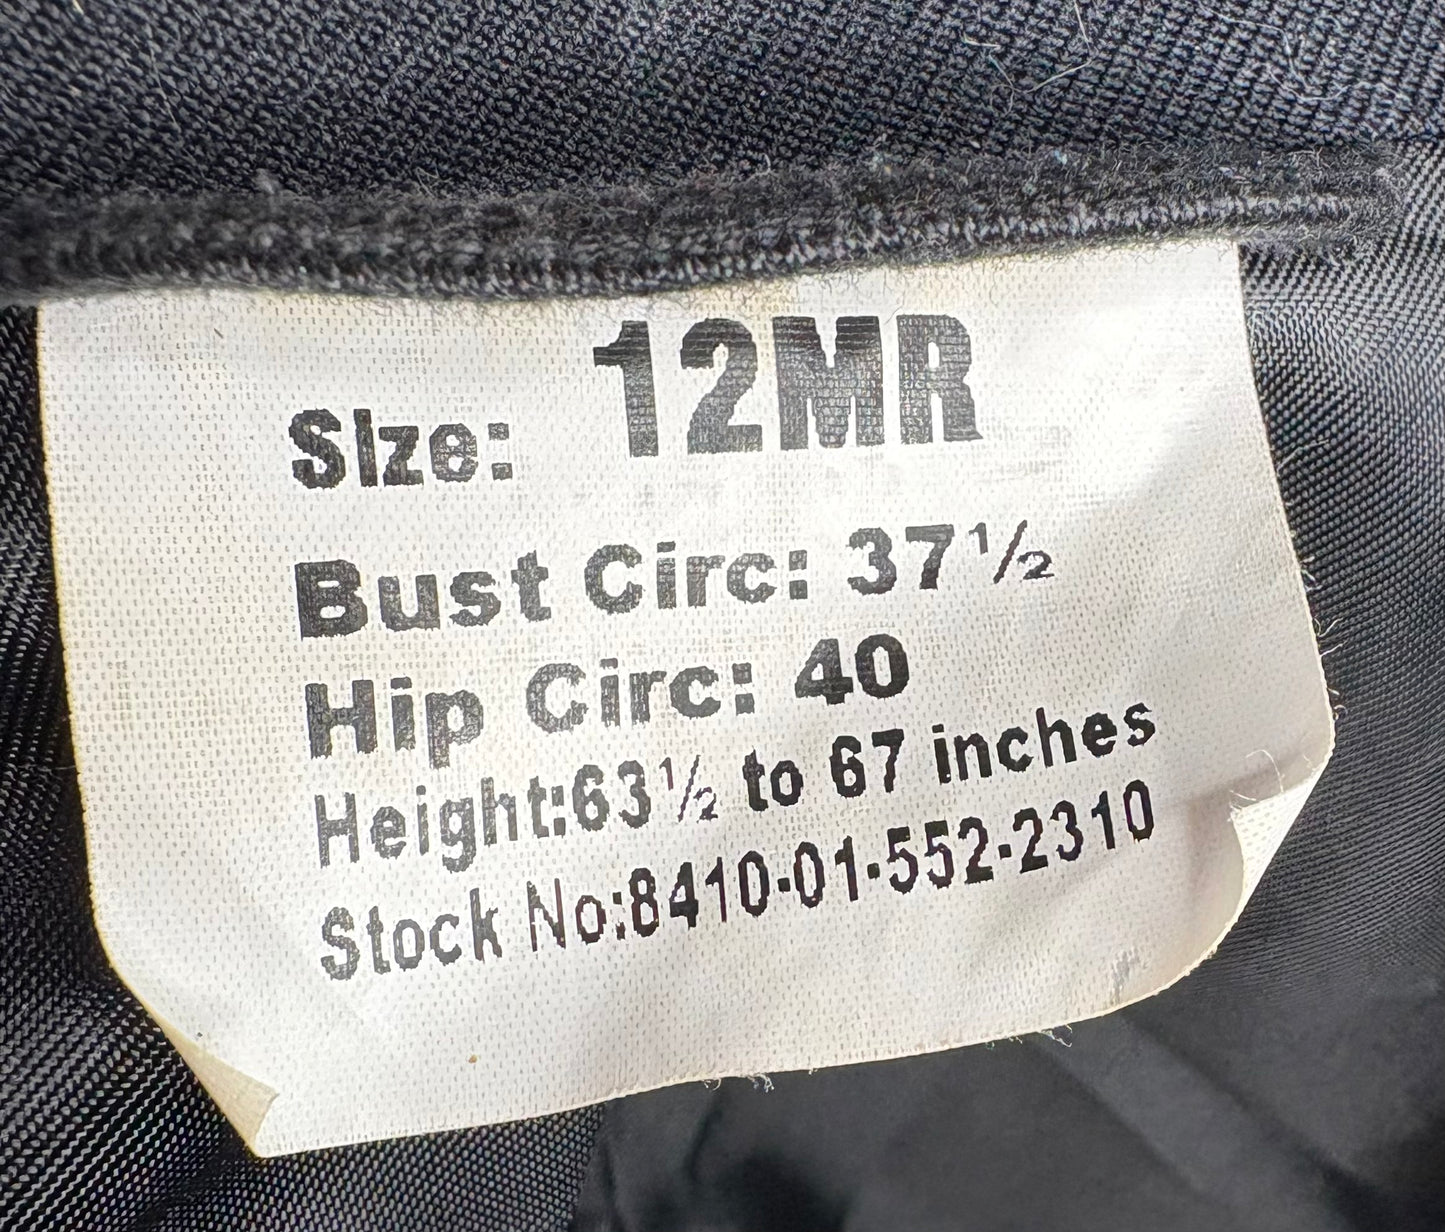 Size: 12MR
Bust Circ: 37½
Hip Circ: 40
Height:63½ to 67 inches
Stock No:8410-01-552-2310